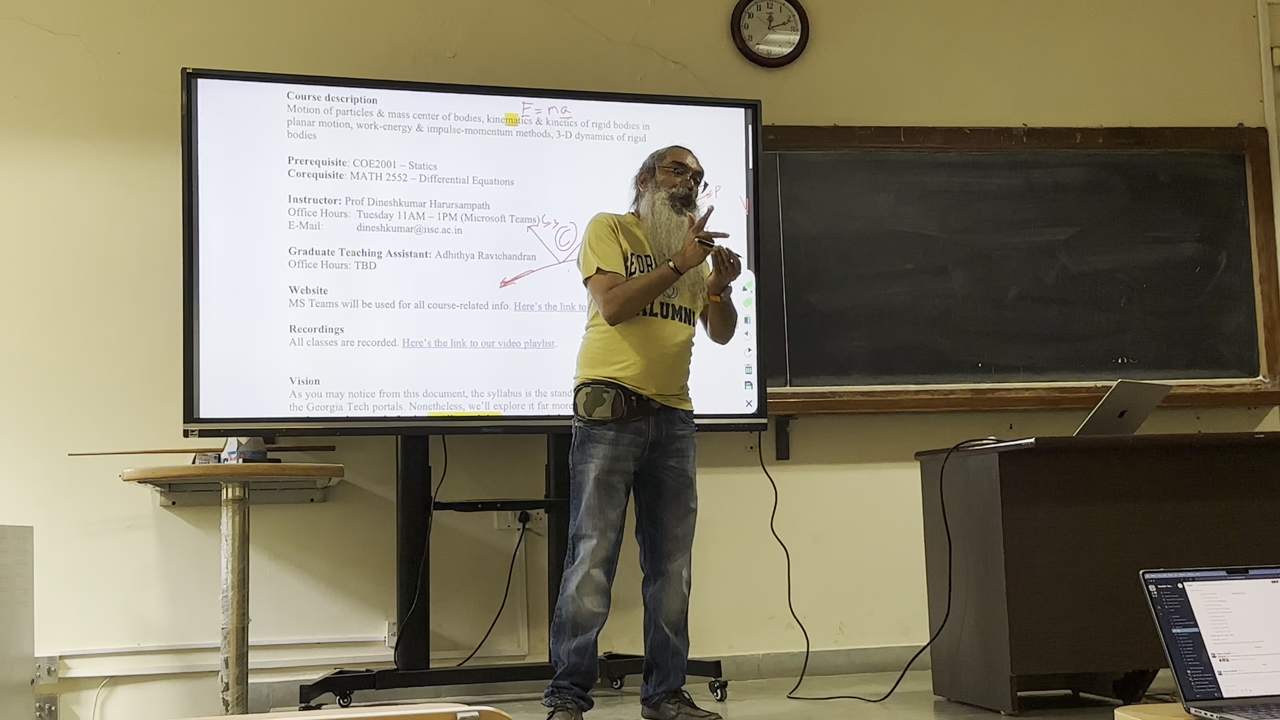 Course description
F = ma
Motion of particles & mass center of bodies, kinematics & kinetics of rigid bodies in
planar motion, work-energy & impulse-momentum methods, 3-D dynamics of rigid
bodies
Prerequisite: COE2001 – Statics
Corequisite: MATH 2552 – Differential Equations
Instructor: Prof Dineshkumar Harursampath
Office Hours: Tuesday 11AM – 1PM (Microsoft Teams)
E-Mail: dineshkumar@iisc.ac.in
Graduate Teaching Assistant: Adhithya Ravichandran
Office Hours: TBD
Website
MS Teams will be used for all course-related info. Here's the link to
Recordings
All classes are recorded. Here's the link to our video playlist.
Vision
As you may notice from this document, the syllabus is the stand
the Georgia Tech portals. Nonetheless, we'll explore it far more
P
GEOR
ALUMNI